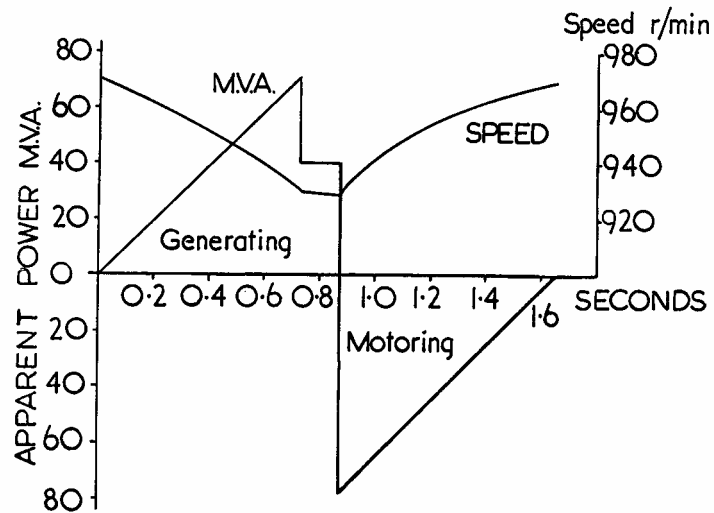 Speed r/min
80
60
40
20
0
20
40
60
80
APPARENT POWER M.V.A.
M.V.A.
SPEED
Generating
Motoring
980
960
940
920
0·2 0·4 0·6 0·8 1·0 1·2 1·4 1·6 SECONDS